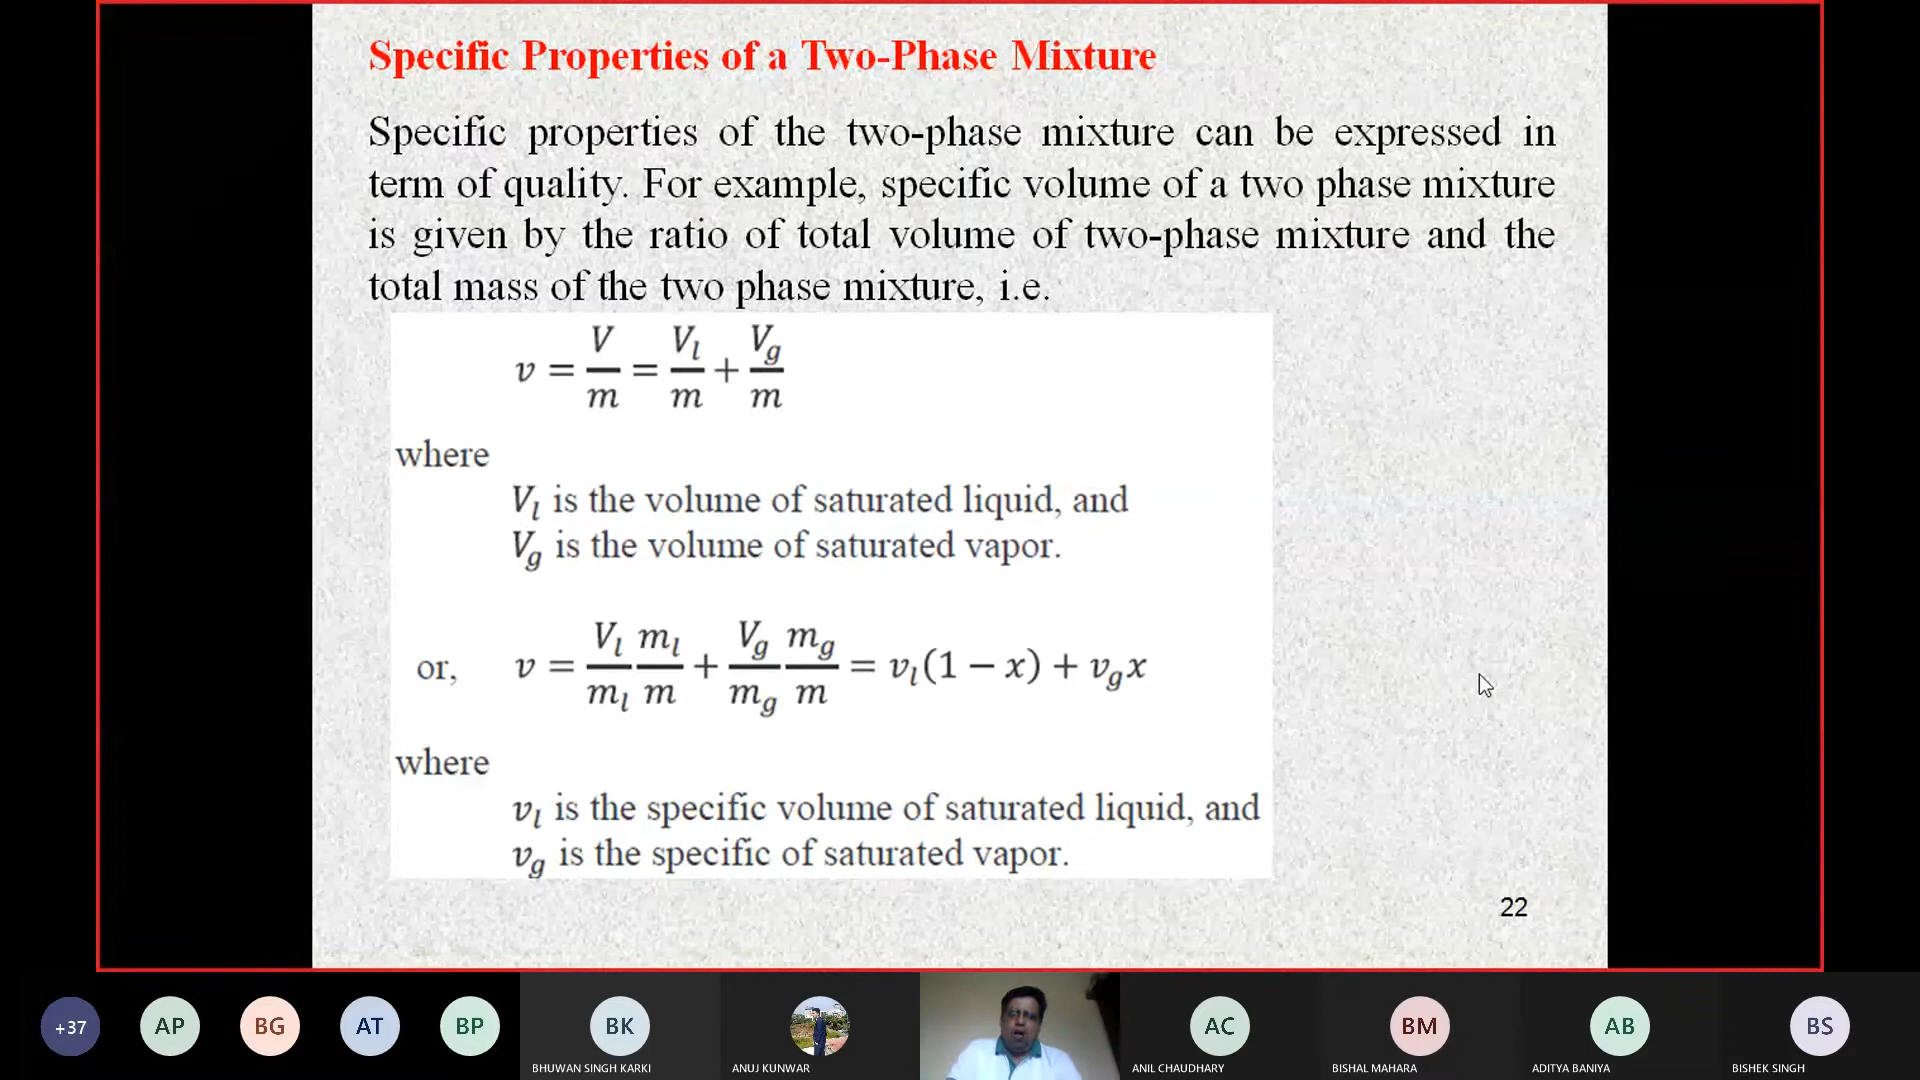 Specific Properties of a Two-Phase Mixture
Specific properties of the two-phase mixture can be expressed in
term of quality. For example, specific volume of a two phase mixture
is given by the ratio of total volume of two-phase mixture and the
total mass of the two phase mixture, i.e.
v = V/m = V_l/m + V_g/m
where
V_l is the volume of saturated liquid, and
V_g is the volume of saturated vapor.
or, v = V_l/m_l m_l/m + V_g/m_g m_g/m = v_l(1 − x) + v_g x
where
v_l is the specific volume of saturated liquid, and
v_g is the specific of saturated vapor.
22
+37 AP BG AT BP BK AC BM AB BS
BHUWAN SINGH KARKI ANUJ KUNWAR ANIL CHAUDHARY BISHAL MAHARA ADITYA BANIYA BISHEK SINGH